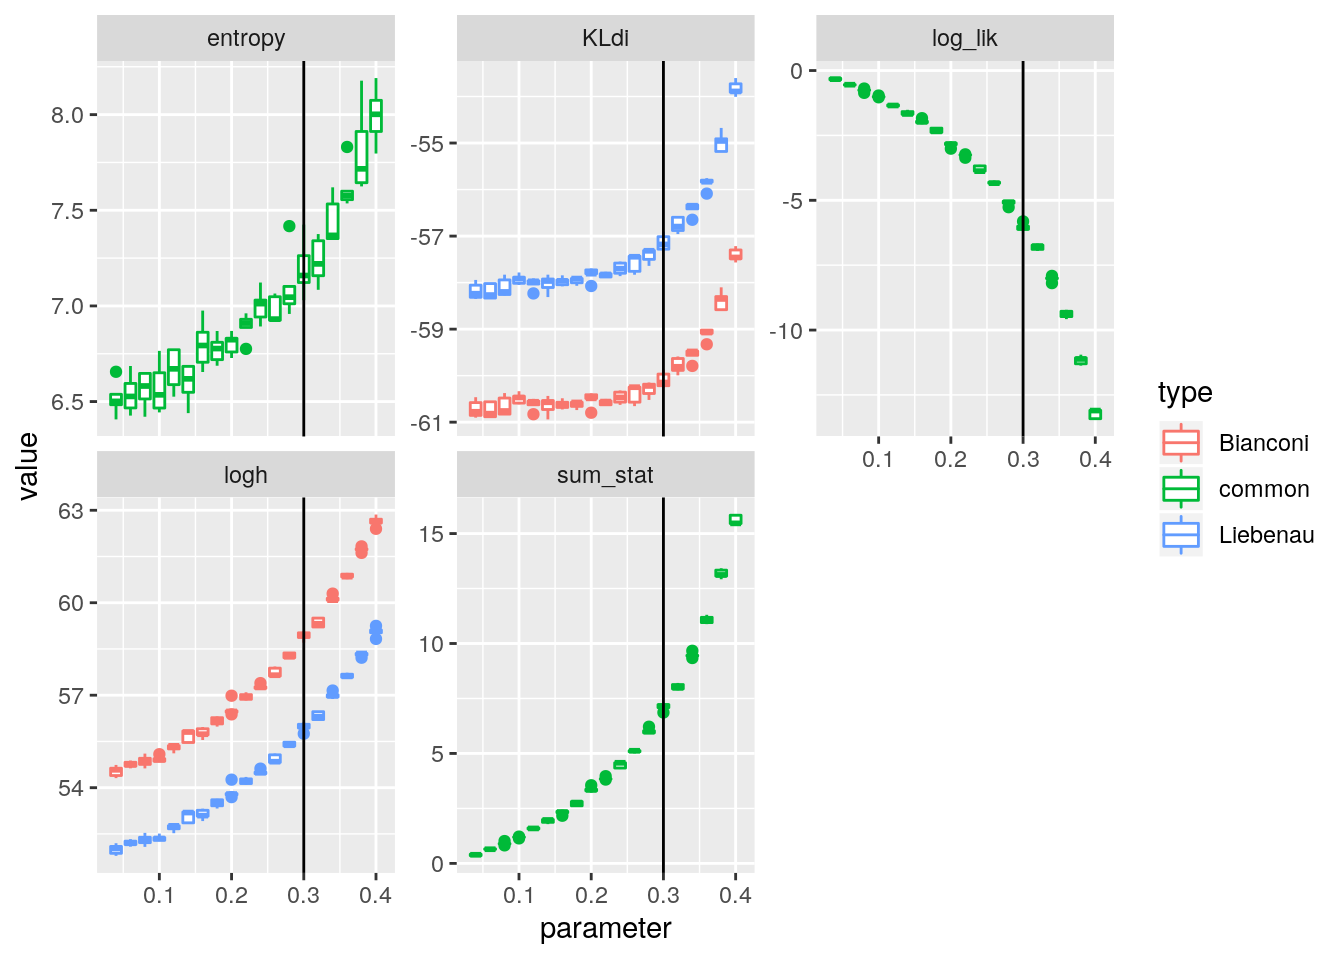 entropy KLdi log_lik
8.0
7.5
7.0
6.5
-55
-57
-59
-61
0
-5
-10
0.1 0.2 0.3 0.4
value
logh sum_stat
63
60
57
54
15
10
5
0
0.1 0.2 0.3 0.4
0.1 0.2 0.3 0.4
parameter
type
Bianconi
common
Liebenau